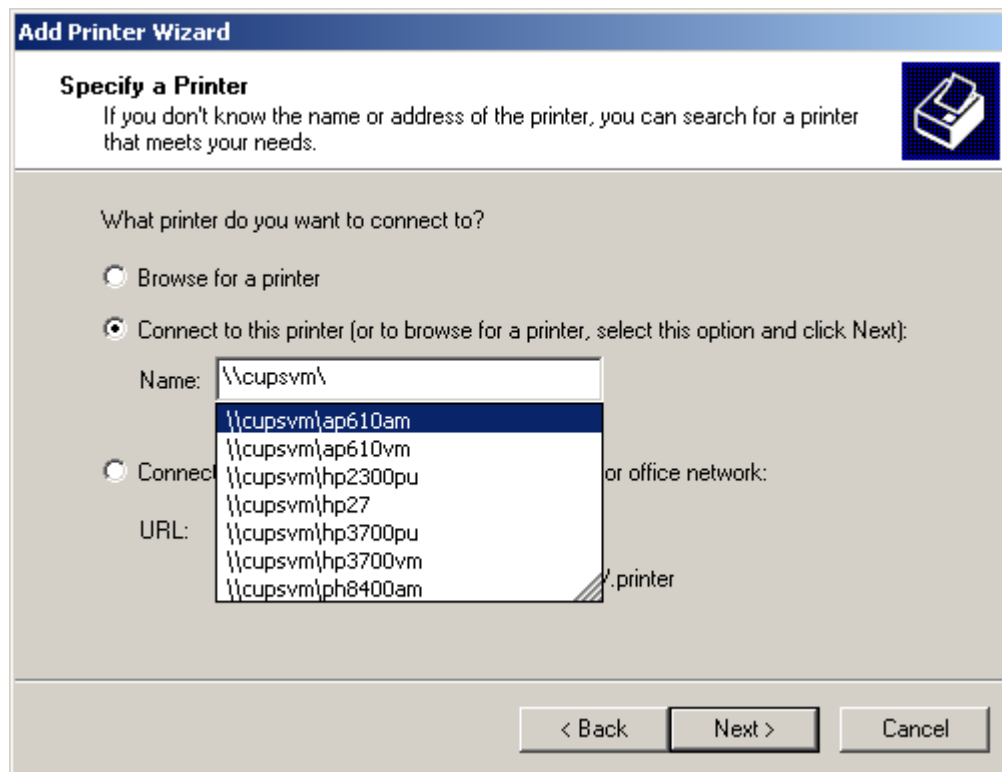 Add Printer Wizard
Specify a Printer
If you don't know the name or address of the printer, you can search for a printer
that meets your needs.
What printer do you want to connect to?
Browse for a printer
Connect to this printer (or to browse for a printer, select this option and click Next):
Name: \\cupsvm\
\\cupsvm\ap610am
\\cupsvm\ap610vm
Connect or office network:
\\cupsvm\hp2300pu
\\cupsvm\hp27
URL:
\\cupsvm\hp3700pu
\\cupsvm\hp3700vm
\\cupsvm\ph8400am
/.printer
< Back Next > Cancel